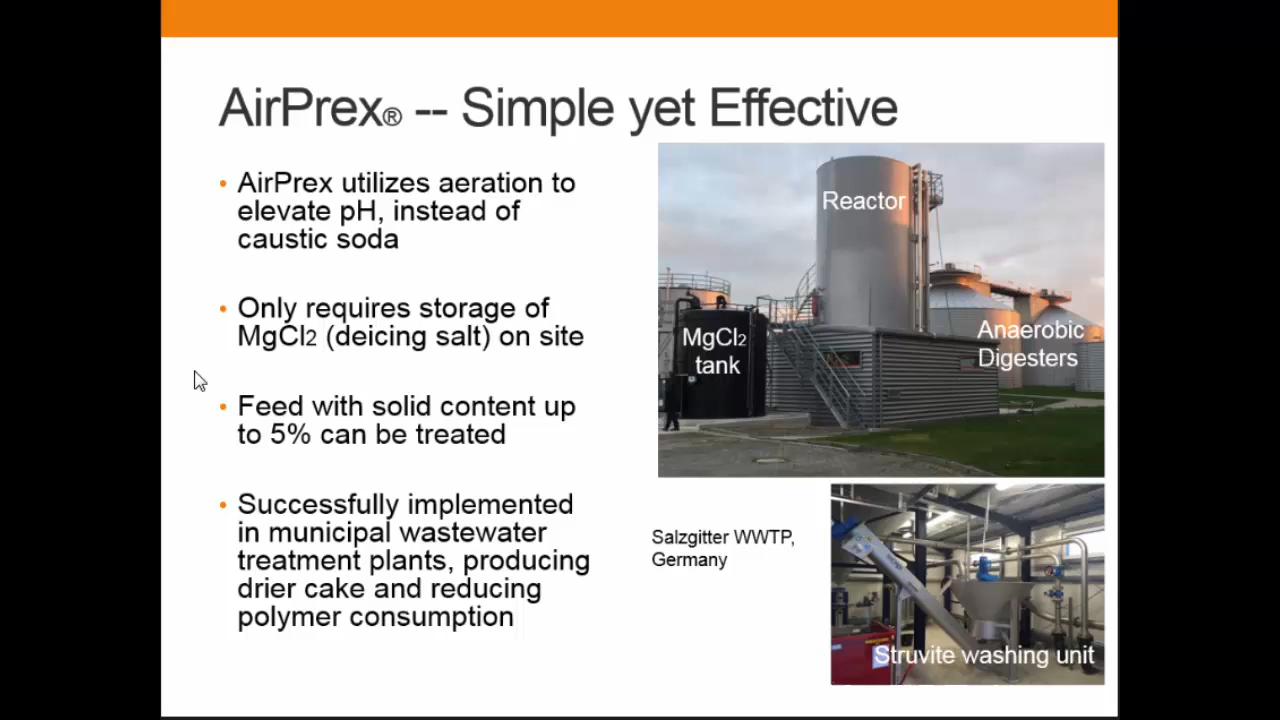 AirPrex® -- Simple yet Effective
• AirPrex utilizes aeration to
elevate pH, instead of
caustic soda
• Only requires storage of
MgCl2 (deicing salt) on site
• Feed with solid content up
to 5% can be treated
• Successfully implemented
in municipal wastewater
treatment plants, producing
drier cake and reducing
polymer consumption
Reactor
MgCl2
tank
Anaerobic
Digesters
Salzgitter WWTP,
Germany
Struvite washing unit